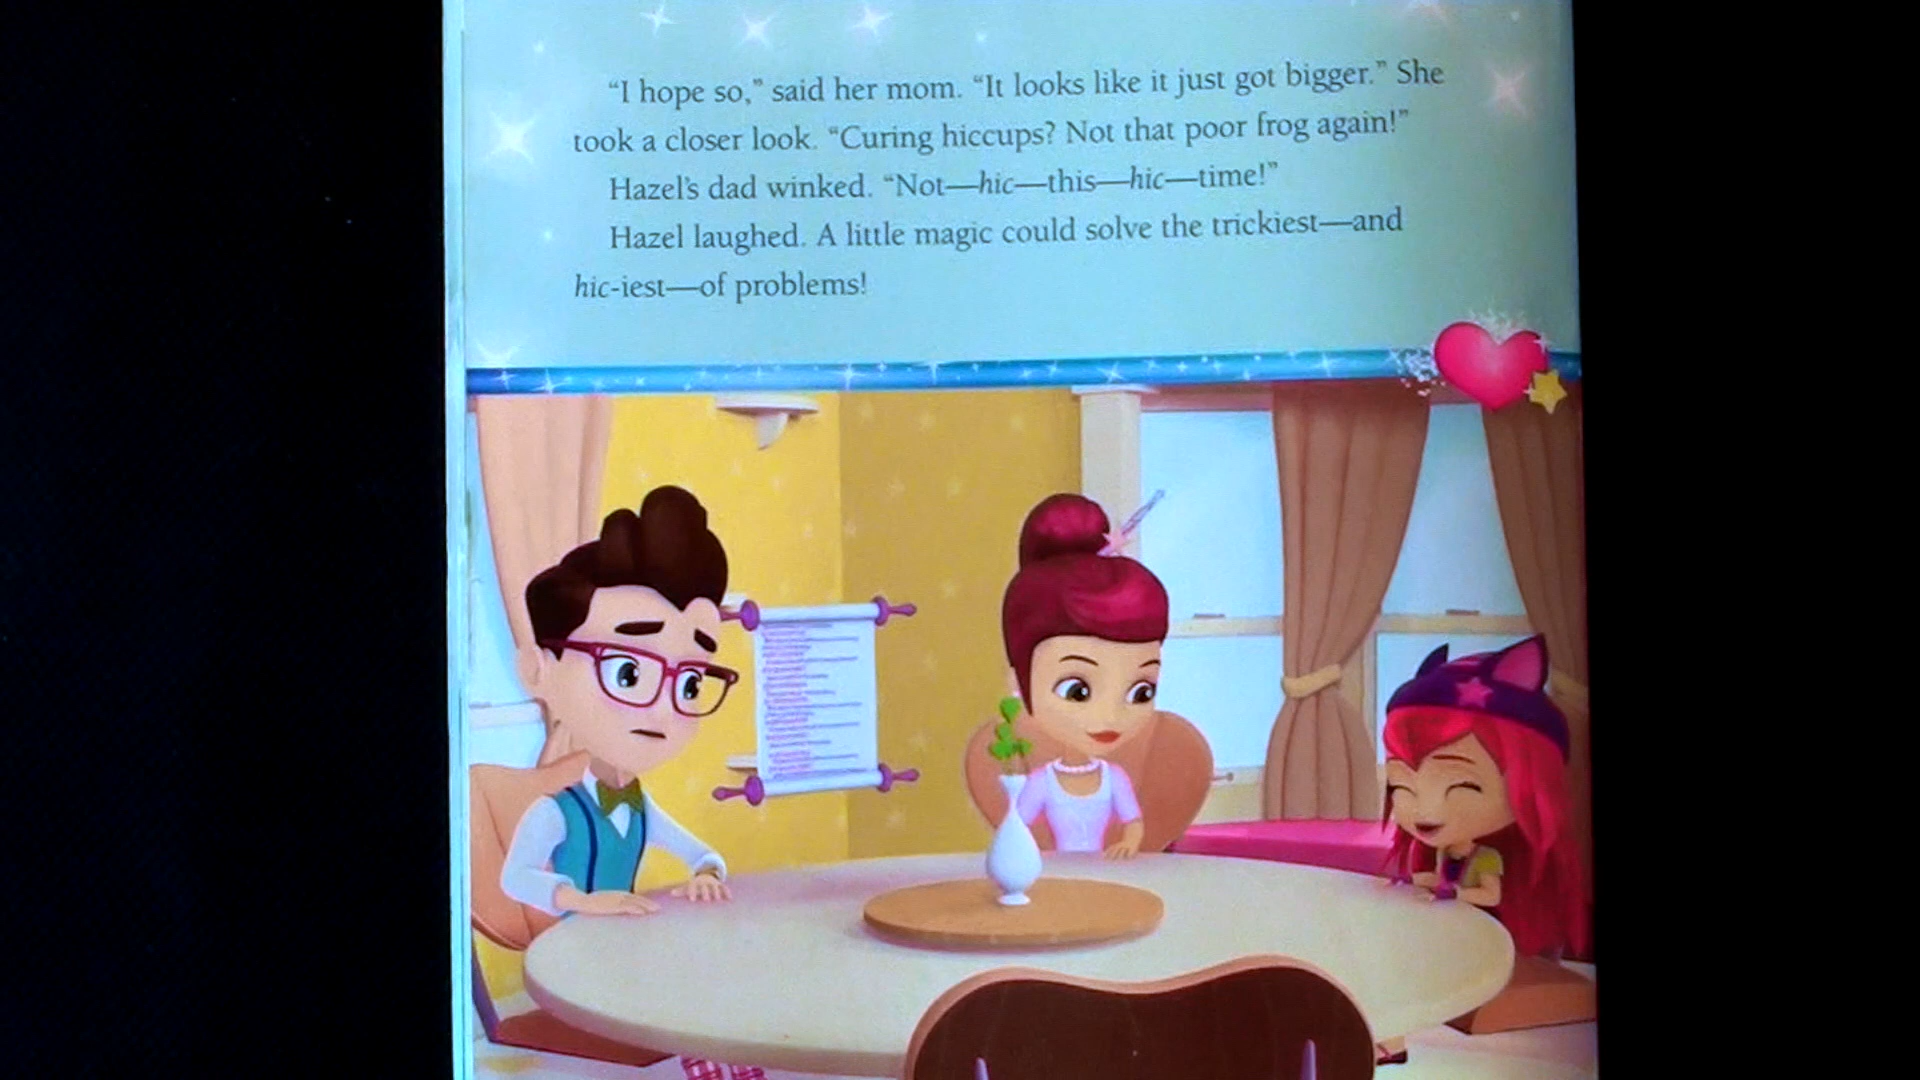 “I hope so,” said her mom. “It looks like it just got bigger.” She
took a closer look. “Curing hiccups? Not that poor frog again!”
Hazel’s dad winked. “Not—hic—this—hic—time!”
Hazel laughed. A little magic could solve the trickiest—and
hic-iest—of problems!